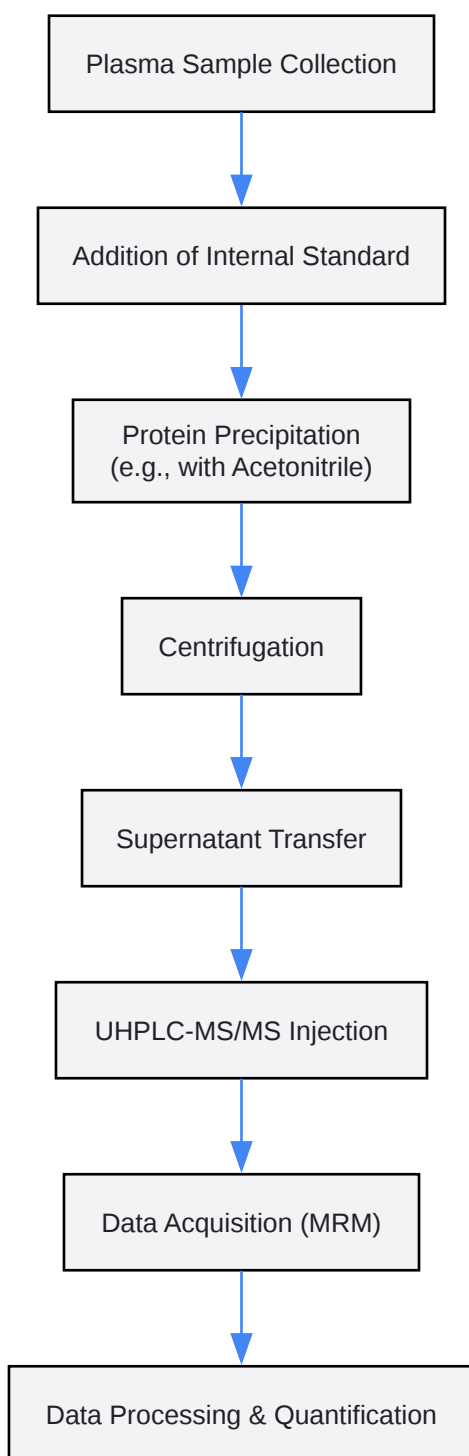 Plasma Sample Collection
Addition of Internal Standard
Protein Precipitation
(e.g., with Acetonitrile)
Centrifugation
Supernatant Transfer
UHPLC-MS/MS Injection
Data Acquisition (MRM)
Data Processing & Quantification